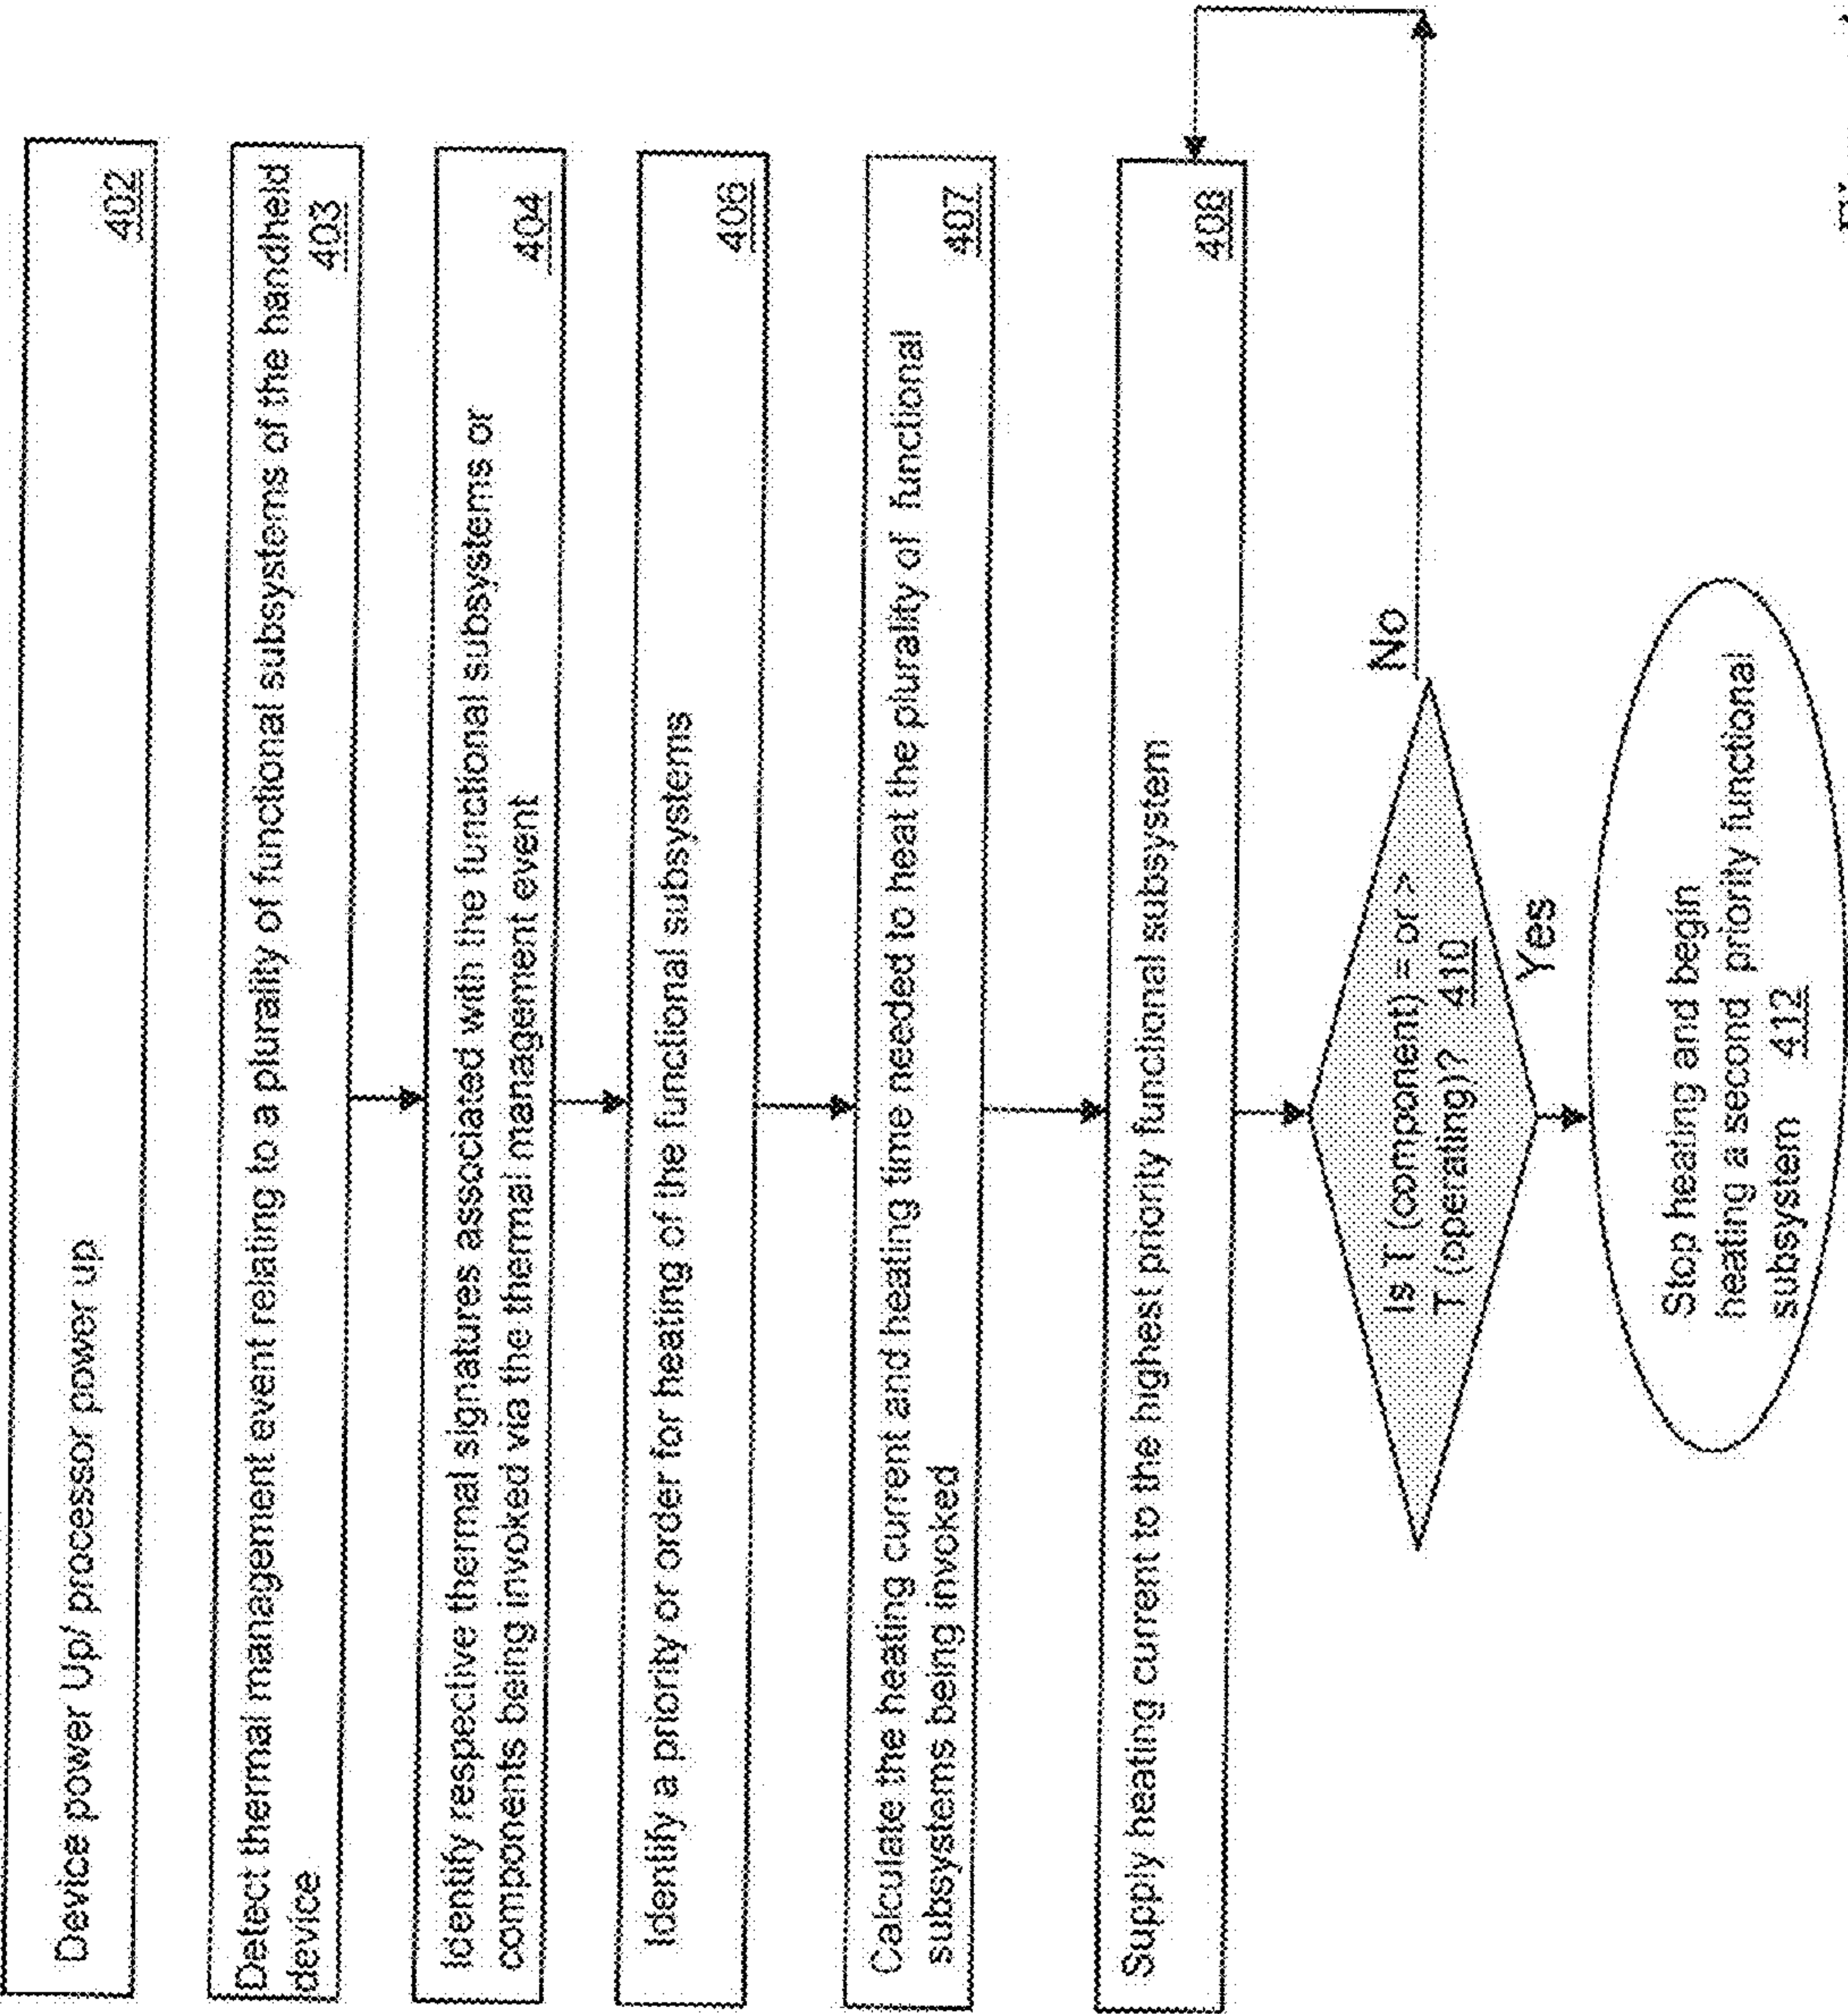 Device power Up/ processor power up
402
Detect thermal management event relating to a plurality of functional subsystems of the handheld
device
403
Identify respective thermal signatures associated with the functional subsystems or
components being invoked via the thermal management event
404
Identify a priority or order for heating of the functional subsystems
406
Calculate the heating current and heating time needed to heat the plurality of functional
subsystems being invoked
407
Supply heating current to the highest priority functional subsystem
408
Is T (component) = or >
T (operating)? 410
No
Yes
Stop heating and begin
heating a second priority functional
subsystem 412